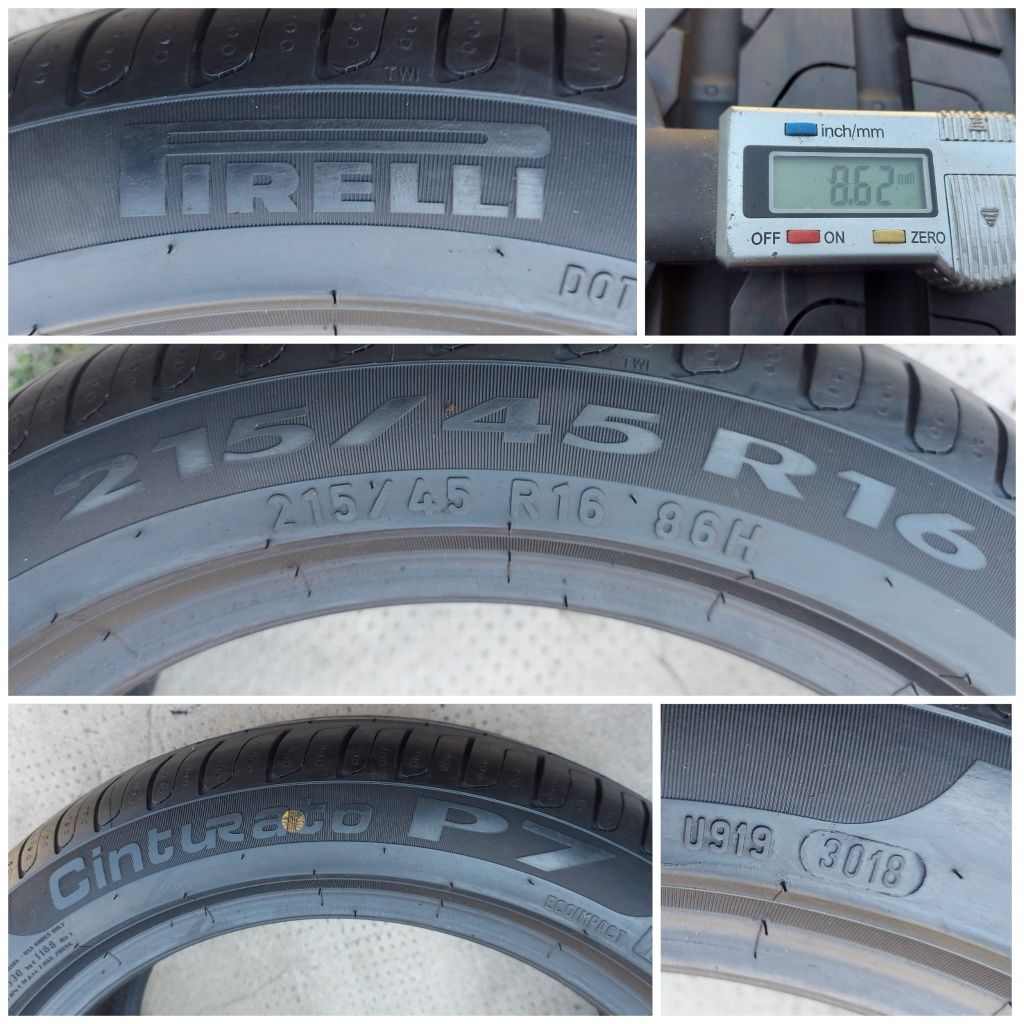 TWI
PIRELLI
DOT
inch/mm
8.62 mm
OFF ON ZERO
TWI
215/45 R16
215/45 R16 86H
Cinturato P7
ECOIMPACT
U919 3018